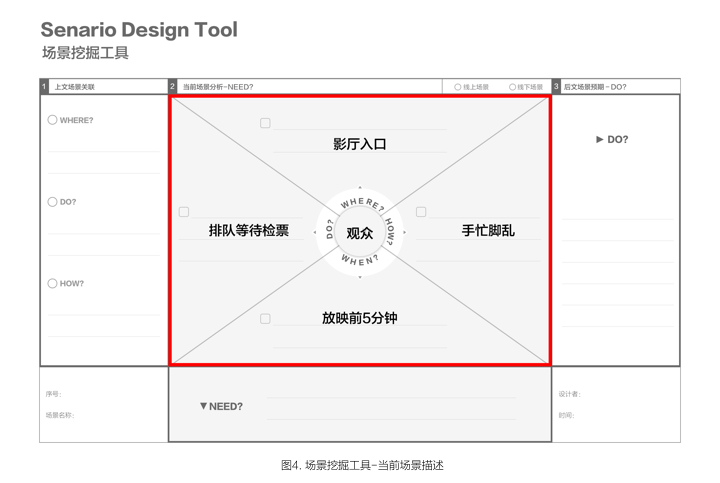 Senario Design Tool
场景挖掘工具
1 上文场景关联
2 当前场景分析-NEED?
线上场景
线下场景
3 后文场景预期 - DO?
WHERE?
DO?
HOW?
影厅入口
排队等待检票
WHERE?
DO?
观众
HOW?
WHEN?
手忙脚乱
放映前5分钟
▶ DO?
序号:
场景名称:
▼NEED?
设计者:
时间:
图4. 场景挖掘工具-当前场景描述